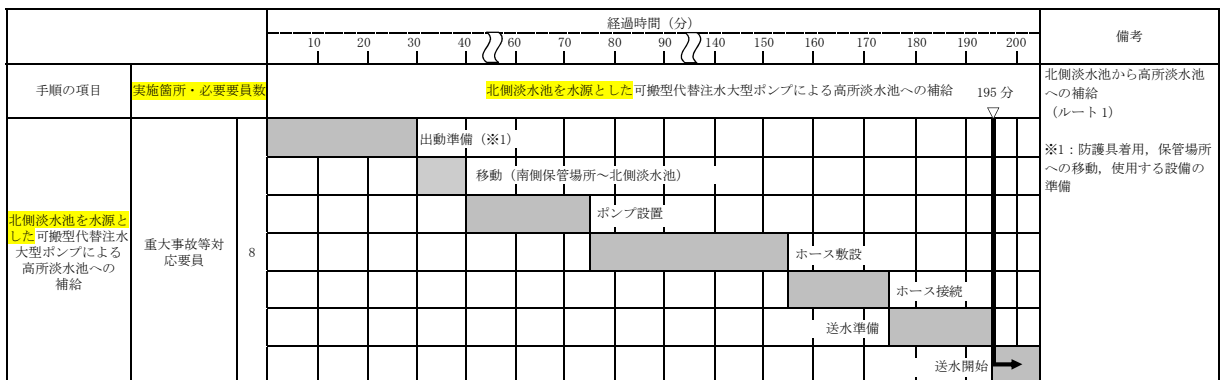 経過時間(分)
備考
10 20 30 40 60 70 80 90 140 150 160 170 180 190 200
手順の項目
実施箇所・必要要員数
北側淡水池を水源とした可搬型代替注水大型ポンプによる高所淡水池への補給
195 分
北側淡水池から高所淡水池
への補給
(ルート1)
※1:防護具着用,保管場所
への移動,使用する設備の
準備
北側淡水池を水源と
した可搬型代替注水
大型ポンプによる
高所淡水池への
補給
重大事故等対
応要員
8
出動準備(※1)
移動(南側保管場所~北側淡水池)
ポンプ設置
ホース敷設
ホース接続
送水準備
送水開始